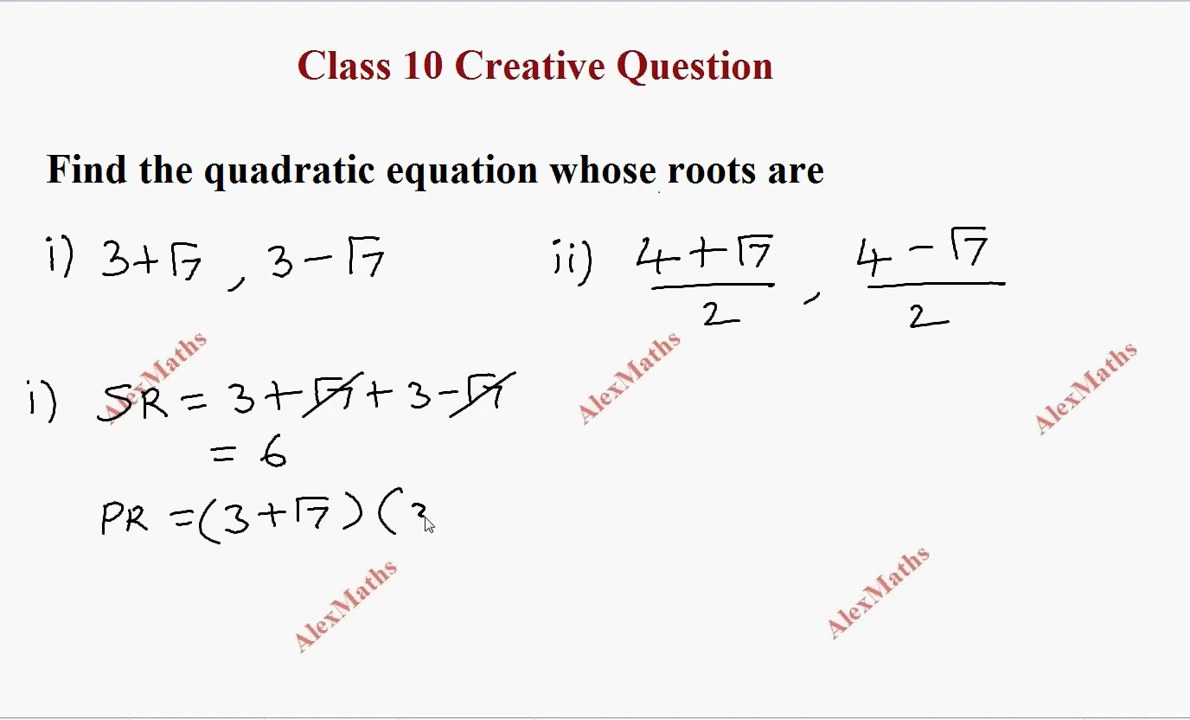 Class 10 Creative Question
Find the quadratic equation whose roots are
i) 3+√7 , 3-√7 ii) 4+√7/2 , 4-√7/2
AlexMaths AlexMaths AlexMaths
i) SR = 3+√7+3-√7
= 6
PR =(3+√7)(3
AlexMaths AlexMaths